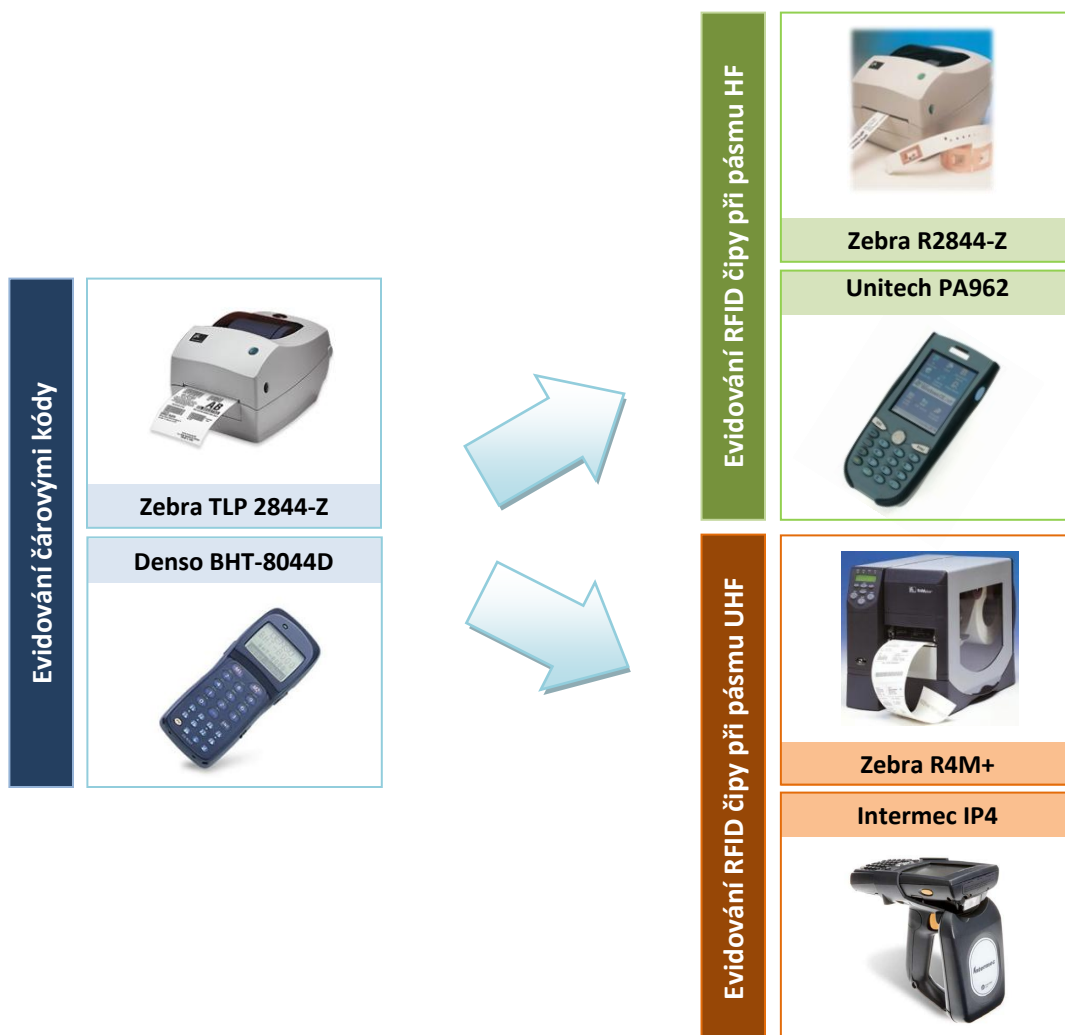 Evidování čárovými kódy
Zebra TLP 2844-Z
Denso BHT-8044D
Evidování RFID čipy při pásmu HF
Zebra R2844-Z
Unitech PA962
Evidování RFID čipy při pásmu UHF
Zebra R4M+
Intermec IP4